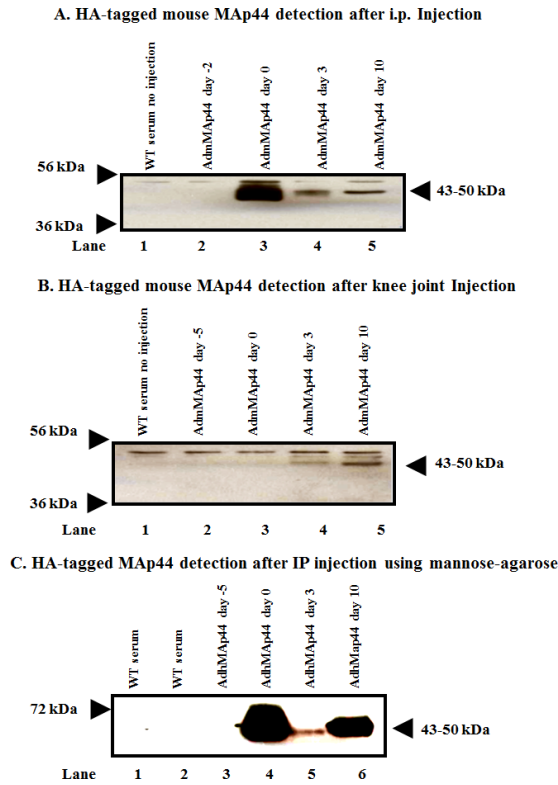 A. HA-tagged mouse MAp44 detection after i.p. Injection
WT serum no injection
AdmMAp44 day -2
AdmMAp44 day 0
AdmMAp44 day 3
AdmMAp44 day 10
56 kDa
43-50 kDa
36 kDa
Lane 1 2 3 4 5
B. HA-tagged mouse MAp44 detection after knee joint Injection
WT serum no injection
AdmMAp44 day -5
AdmMAp44 day 0
AdmMAp44 day 3
AdmMAp44 day 10
56 kDa
43-50 kDa
36 kDa
Lane 1 2 3 4 5
C. HA-tagged MAp44 detection after IP injection using mannose-agarose
WT serum
WT serum
AdhMAp44 day -5
AdhMAp44 day 0
AdhMAp44 day 3
AdhMap44 day 10
72 kDa
43-50 kDa
Lane 1 2 3 4 5 6